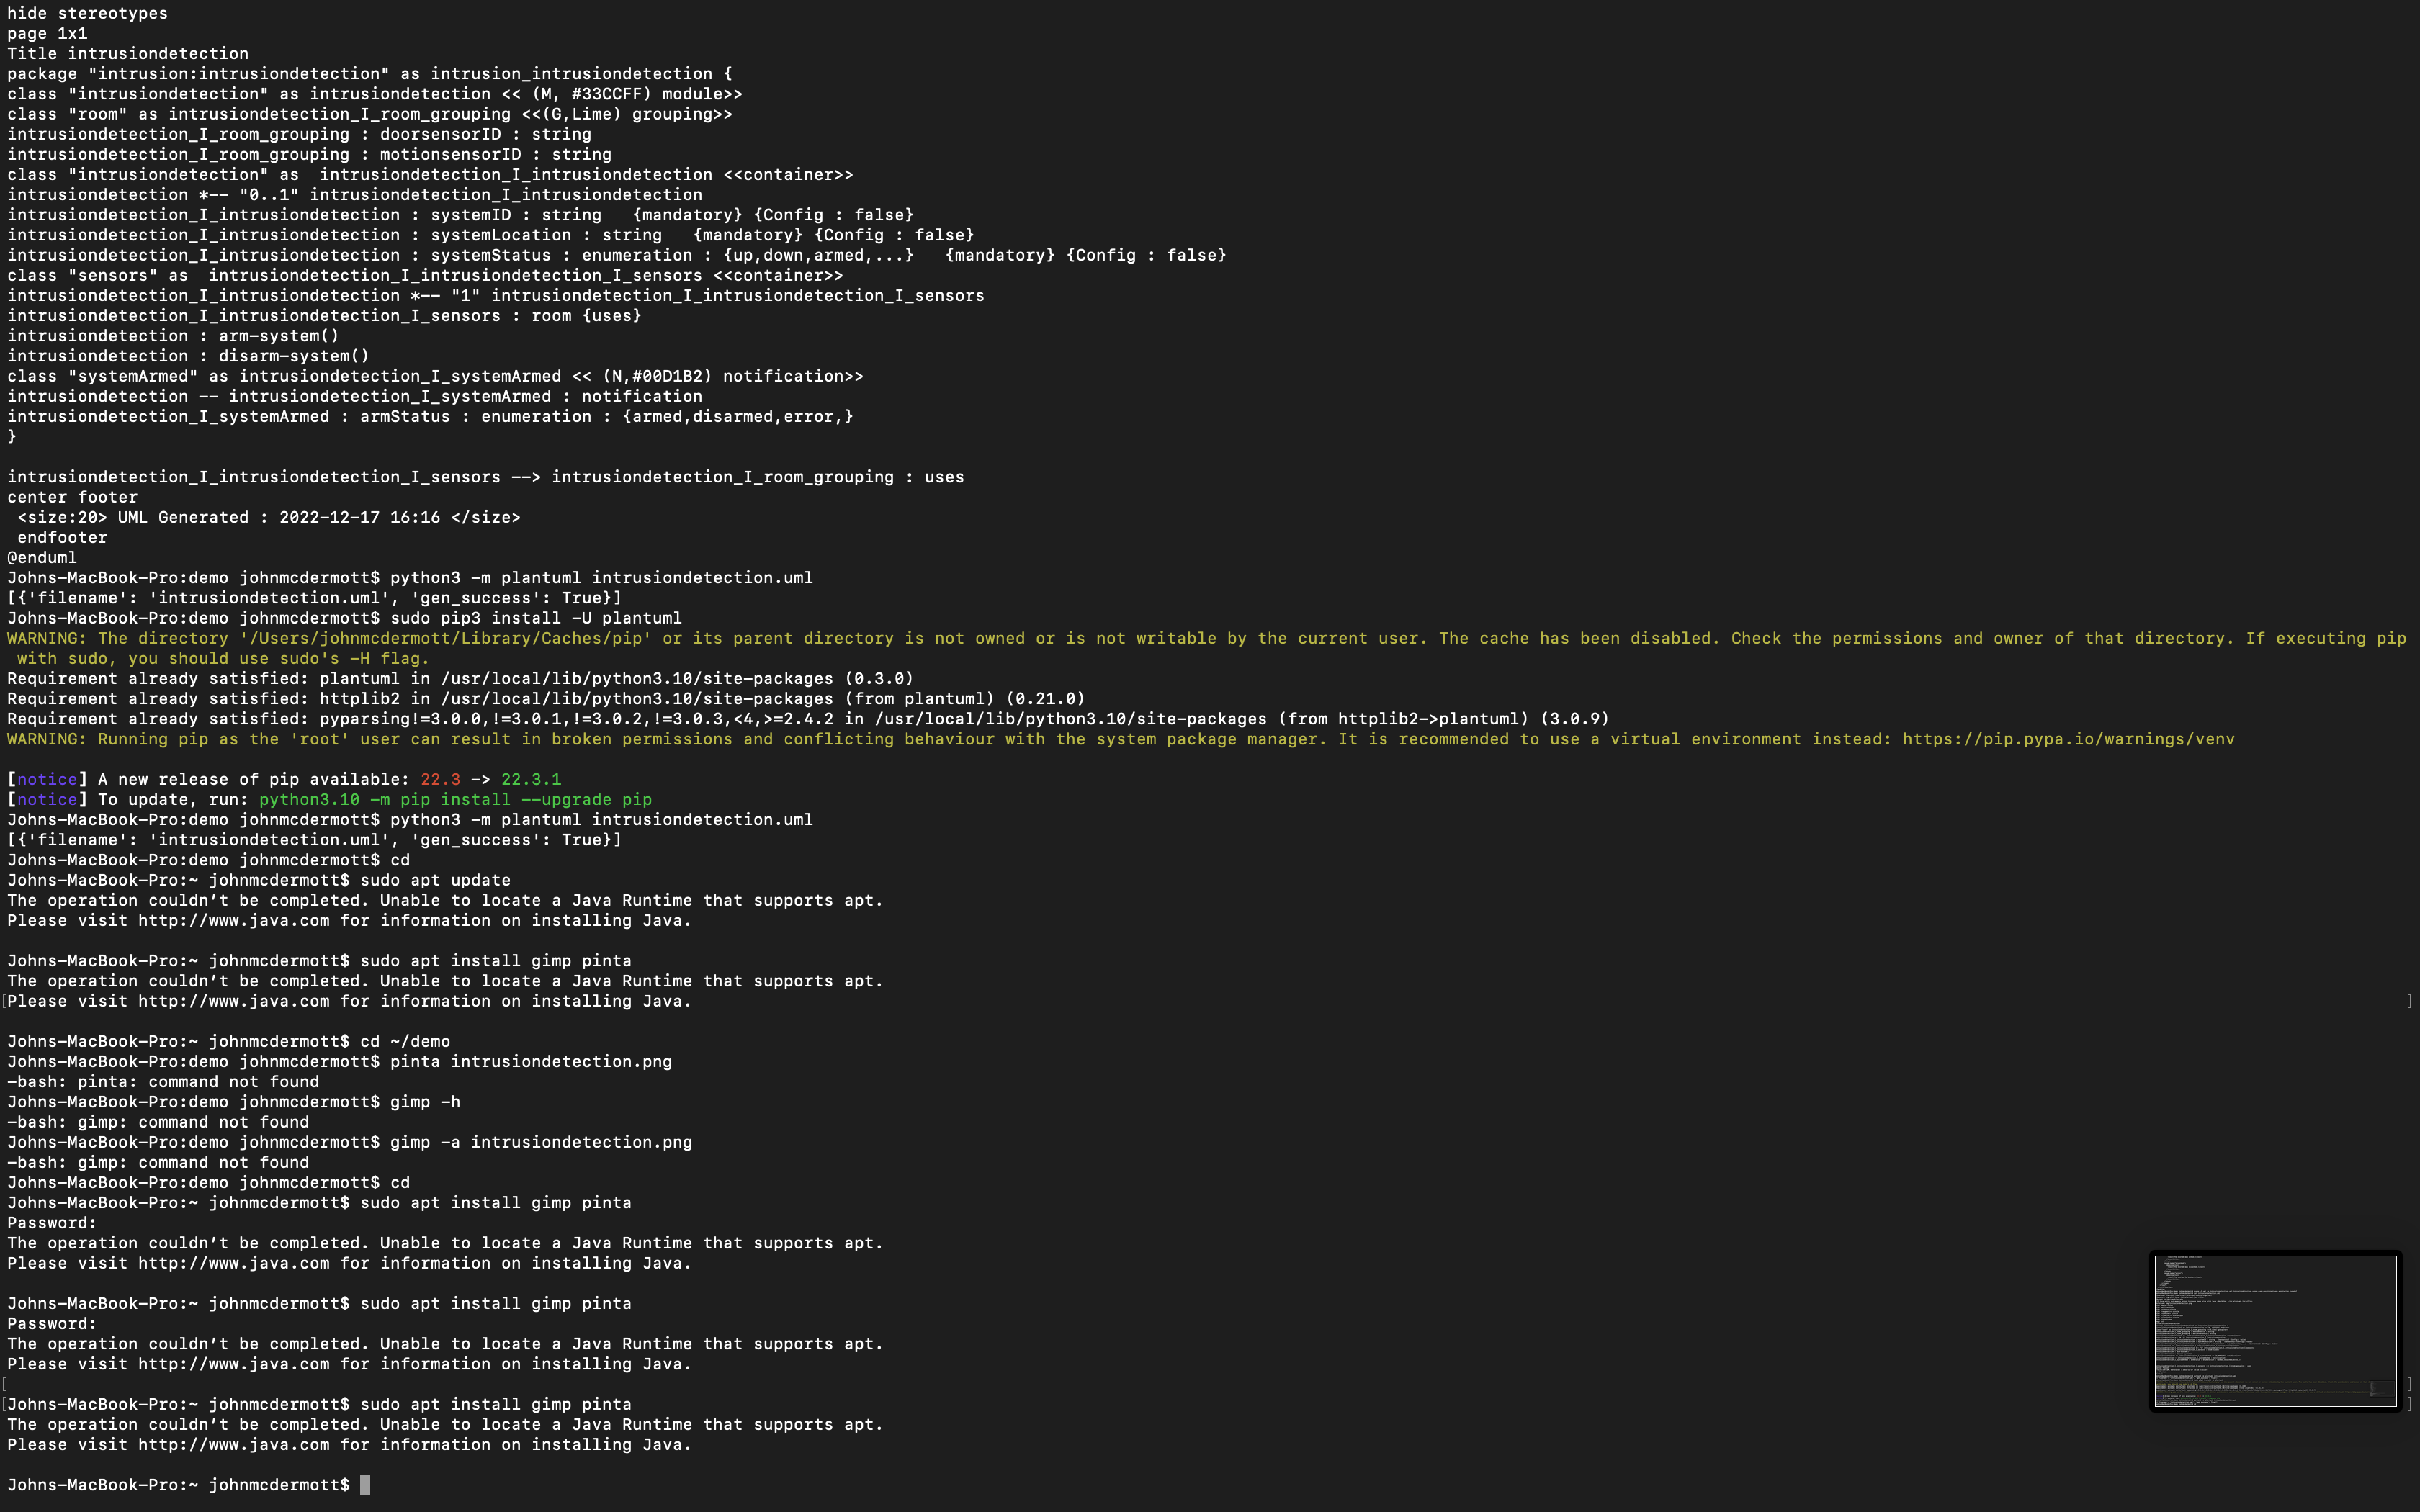 hide stereotypes
page 1x1
Title intrusiondetection
package "intrusion:intrusiondetection" as intrusion_intrusiondetection {
class "intrusiondetection" as intrusiondetection << (M, #33CCFF) module>>
class "room" as intrusiondetection_I_room_grouping <<(G,Lime) grouping>>
intrusiondetection_I_room_grouping : doorsensorID : string
intrusiondetection_I_room_grouping : motionsensorID : string
class "intrusiondetection" as  intrusiondetection_I_intrusiondetection <<container>>
intrusiondetection *-- "0..1" intrusiondetection_I_intrusiondetection
intrusiondetection_I_intrusiondetection : systemID : string   {mandatory} {Config : false}
intrusiondetection_I_intrusiondetection : systemLocation : string   {mandatory} {Config : false}
intrusiondetection_I_intrusiondetection : systemStatus : enumeration : {up,down,armed,...}   {mandatory} {Config : false}
class "sensors" as  intrusiondetection_I_intrusiondetection_I_sensors <<container>>
intrusiondetection_I_intrusiondetection *-- "1" intrusiondetection_I_intrusiondetection_I_sensors
intrusiondetection_I_intrusiondetection_I_sensors : room {uses}
intrusiondetection : arm-system()
intrusiondetection : disarm-system()
class "systemArmed" as intrusiondetection_I_systemArmed << (N,#00D1B2) notification>>
intrusiondetection -- intrusiondetection_I_systemArmed : notification
intrusiondetection_I_systemArmed : armStatus : enumeration : {armed,disarmed,error,}
}
intrusiondetection_I_intrusiondetection_I_sensors --> intrusiondetection_I_room_grouping : uses
center footer
 <size:20> UML Generated : 2022-12-17 16:16 </size>
 endfooter
@enduml
Johns-MacBook-Pro:demo johnmcdermott$ python3 -m plantuml intrusiondetection.uml
[{'filename': 'intrusiondetection.uml', 'gen_success': True}]
Johns-MacBook-Pro:demo johnmcdermott$ sudo pip3 install -U plantuml
WARNING: The directory '/Users/johnmcdermott/Library/Caches/pip' or its parent directory is not owned or is not writable by the current user. The cache has been disabled. Check the permissions and owner of that directory. If executing pip
 with sudo, you should use sudo's -H flag.
Requirement already satisfied: plantuml in /usr/local/lib/python3.10/site-packages (0.3.0)
Requirement already satisfied: httplib2 in /usr/local/lib/python3.10/site-packages (from plantuml) (0.21.0)
Requirement already satisfied: pyparsing!=3.0.0,!=3.0.1,!=3.0.2,!=3.0.3,<4,>=2.4.2 in /usr/local/lib/python3.10/site-packages (from httplib2->plantuml) (3.0.9)
WARNING: Running pip as the 'root' user can result in broken permissions and conflicting behaviour with the system package manager. It is recommended to use a virtual environment instead: https://pip.pypa.io/warnings/venv
[notice] A new release of pip available: 22.3 -> 22.3.1
[notice] To update, run: python3.10 -m pip install --upgrade pip
Johns-MacBook-Pro:demo johnmcdermott$ python3 -m plantuml intrusiondetection.uml
[{'filename': 'intrusiondetection.uml', 'gen_success': True}]
Johns-MacBook-Pro:demo johnmcdermott$ cd
Johns-MacBook-Pro:~ johnmcdermott$ sudo apt update
The operation couldn’t be completed. Unable to locate a Java Runtime that supports apt.
Please visit http://www.java.com for information on installing Java.
Johns-MacBook-Pro:~ johnmcdermott$ sudo apt install gimp pinta
The operation couldn’t be completed. Unable to locate a Java Runtime that supports apt.
[Please visit http://www.java.com for information on installing Java. ]
Johns-MacBook-Pro:~ johnmcdermott$ cd ~/demo
Johns-MacBook-Pro:demo johnmcdermott$ pinta intrusiondetection.png
-bash: pinta: command not found
Johns-MacBook-Pro:demo johnmcdermott$ gimp -h
-bash: gimp: command not found
Johns-MacBook-Pro:demo johnmcdermott$ gimp -a intrusiondetection.png
-bash: gimp: command not found
Johns-MacBook-Pro:demo johnmcdermott$ cd
Johns-MacBook-Pro:~ johnmcdermott$ sudo apt install gimp pinta
Password:
The operation couldn’t be completed. Unable to locate a Java Runtime that supports apt.
Please visit http://www.java.com for information on installing Java.
Johns-MacBook-Pro:~ johnmcdermott$ sudo apt install gimp pinta
Password:
The operation couldn’t be completed. Unable to locate a Java Runtime that supports apt.
Please visit http://www.java.com for information on installing Java.
[ ]
[Johns-MacBook-Pro:~ johnmcdermott$ sudo apt install gimp pinta ]
The operation couldn’t be completed. Unable to locate a Java Runtime that supports apt.
Please visit http://www.java.com for information on installing Java.
Johns-MacBook-Pro:~ johnmcdermott$